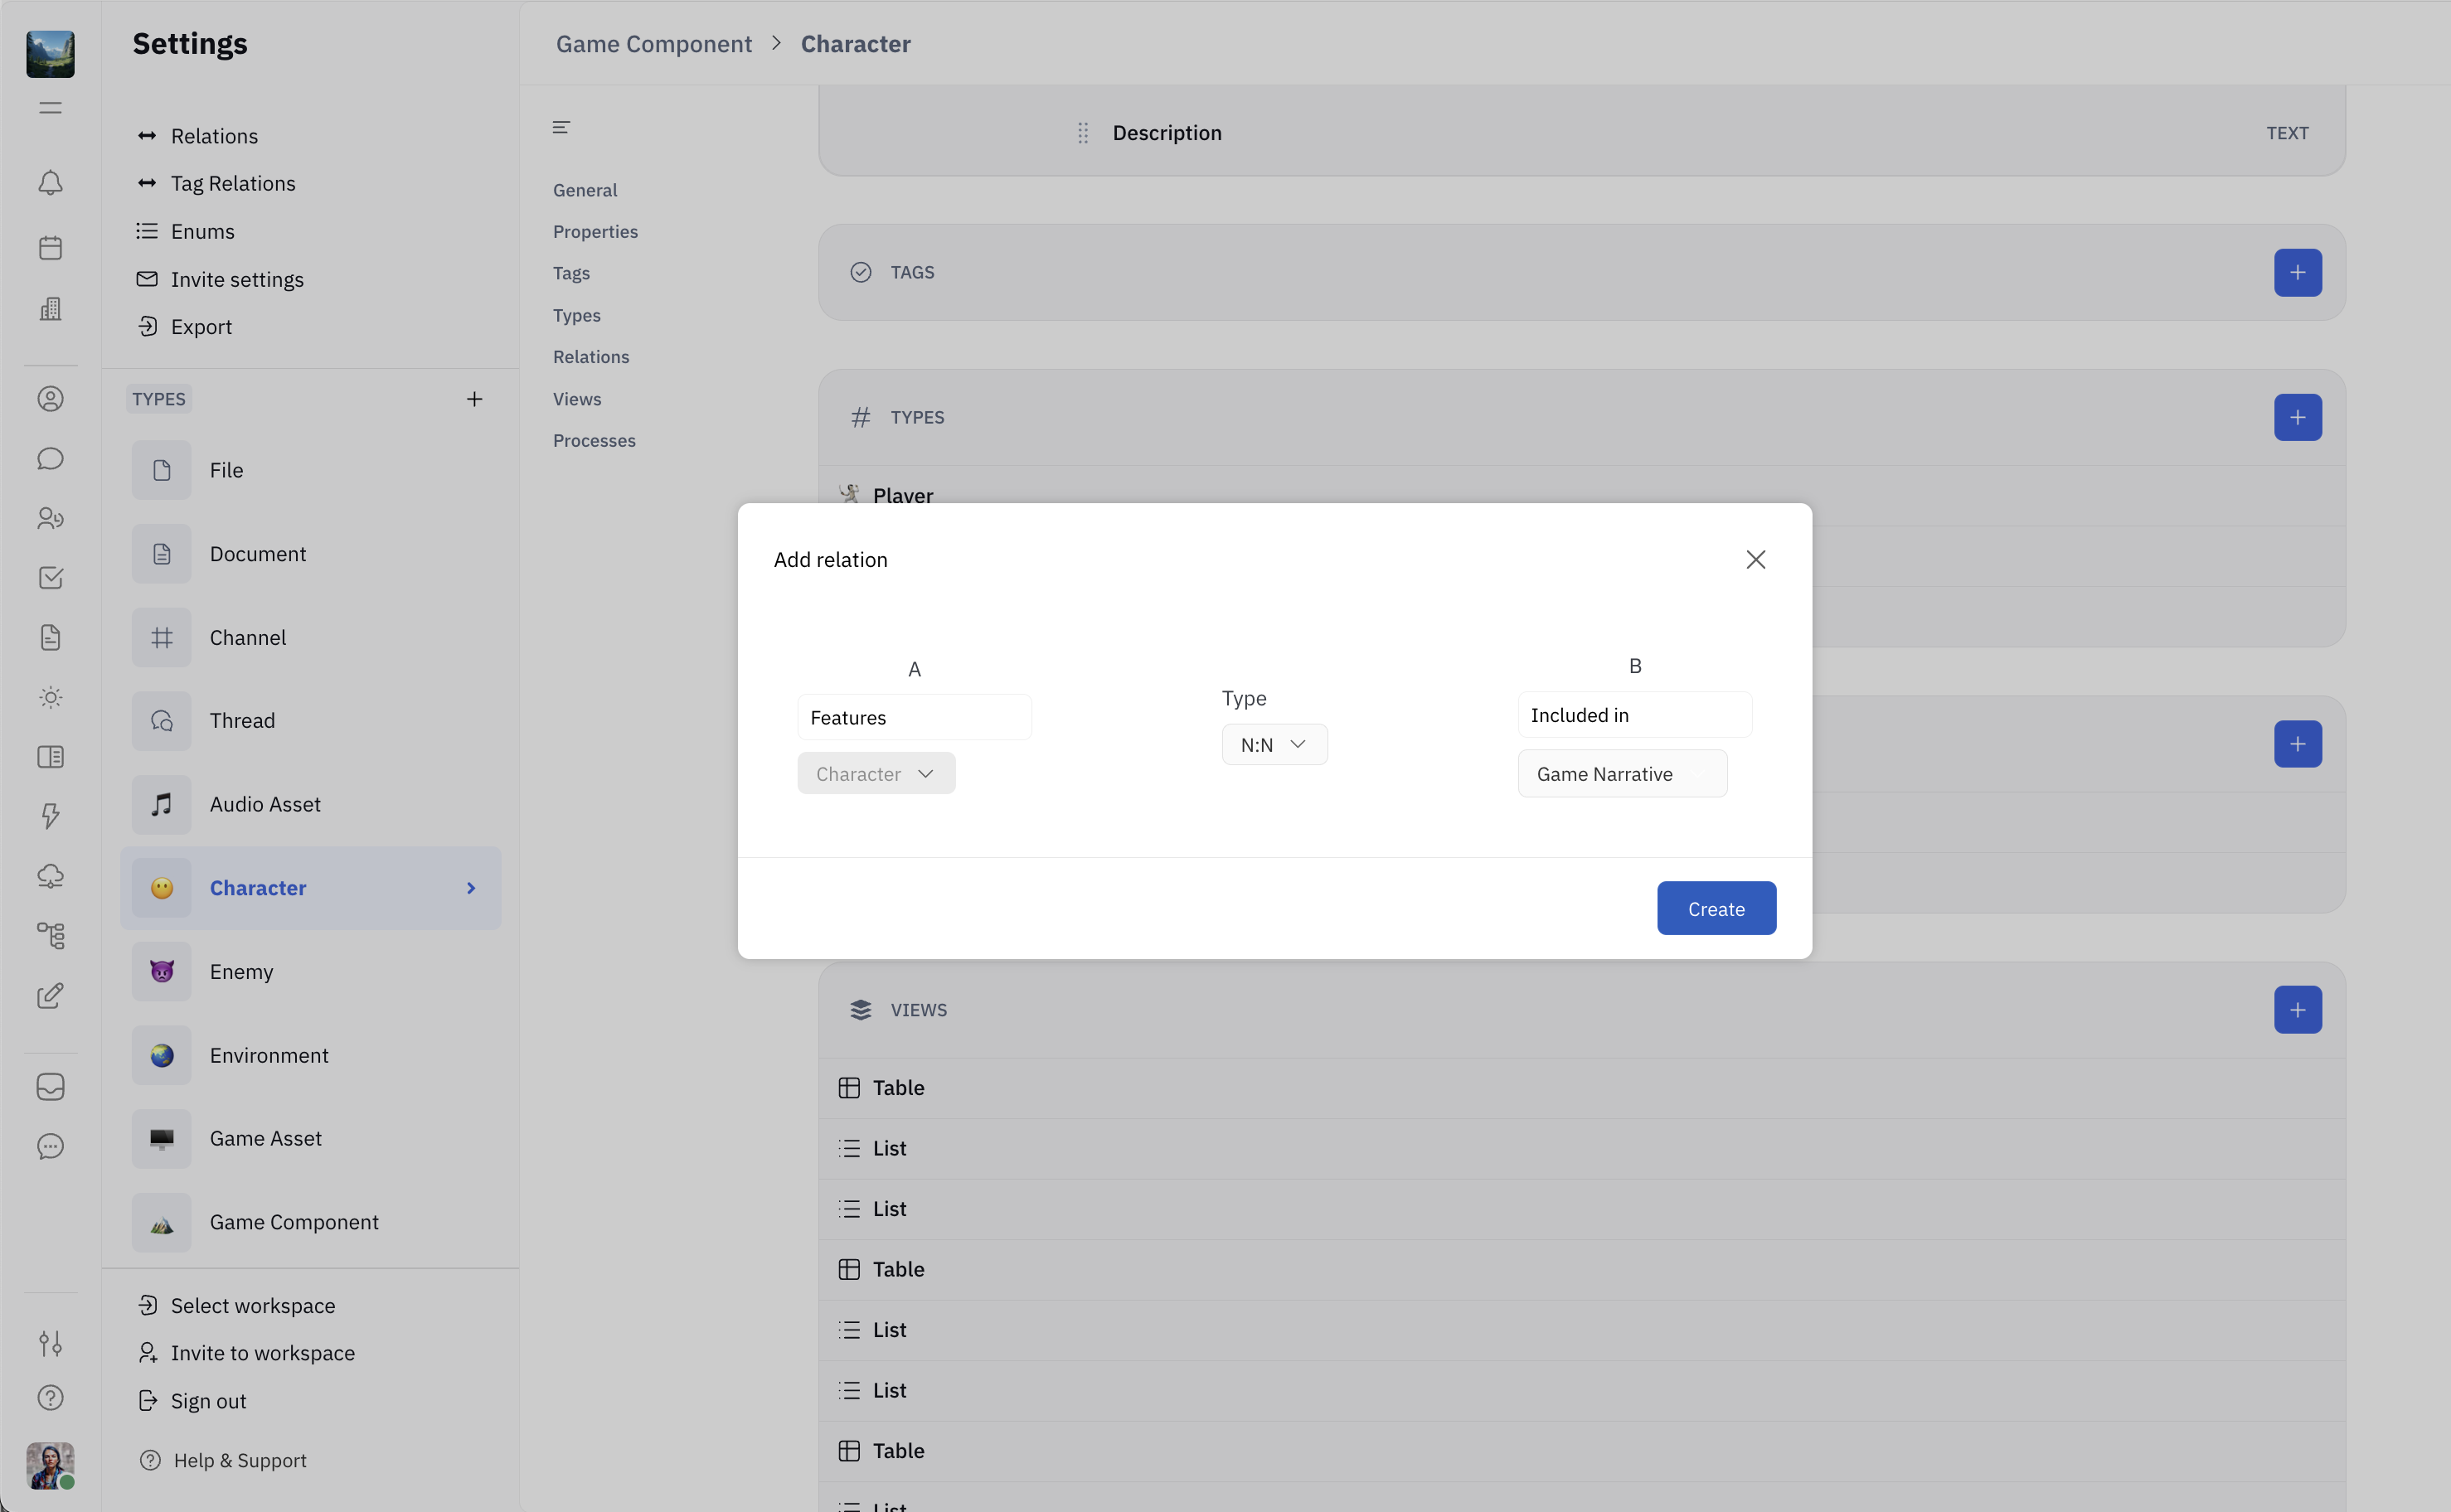 Settings
Relations
Tag Relations
Enums
Invite settings
Export
TYPES
File
Document
Channel
Thread
Audio Asset
Character
Enemy
Environment
Game Asset
Game Component
Select workspace
Invite to workspace
Sign out
Help & Support
Game Component > Character
General
Properties
Tags
Types
Relations
Views
Processes
Description TEXT
TAGS
TYPES
Player
Add relation
A
Features
Character
Type
N:N
B
Included in
Game Narrative
Create
VIEWS
Table
List
List
Table
List
List
Table
List